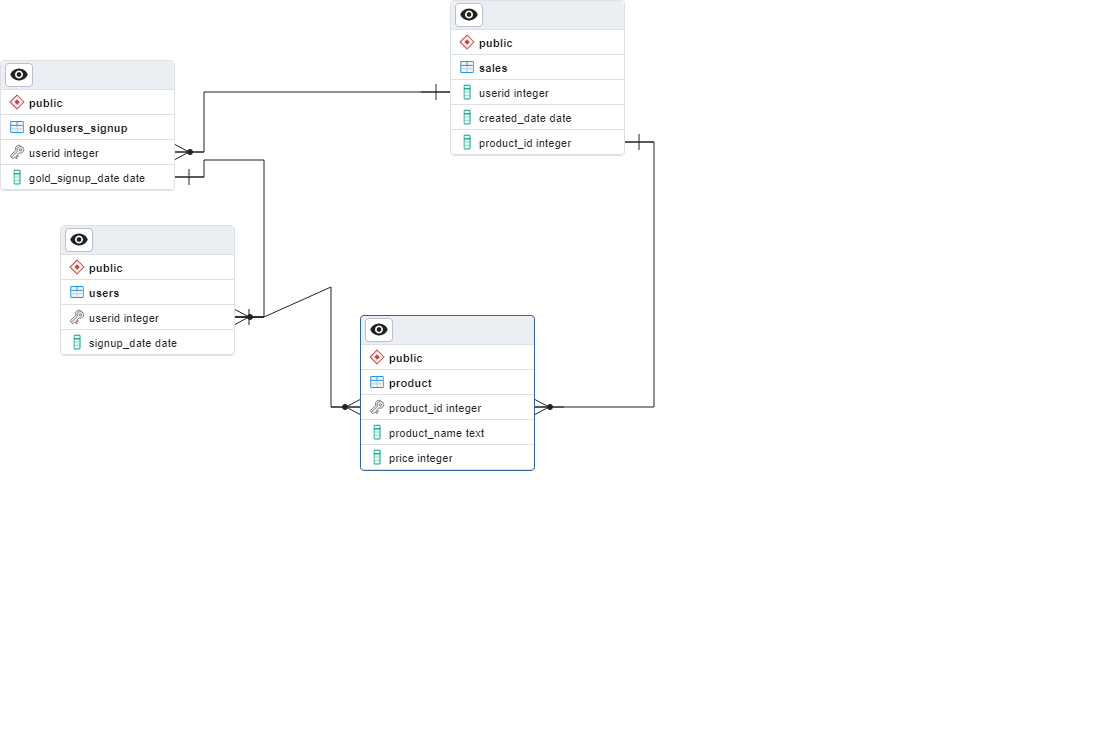 public
sales
userid integer
created_date date
product_id integer
public
goldusers_signup
userid integer
gold_signup_date date
public
users
userid integer
signup_date date
public
product
product_id integer
product_name text
price integer